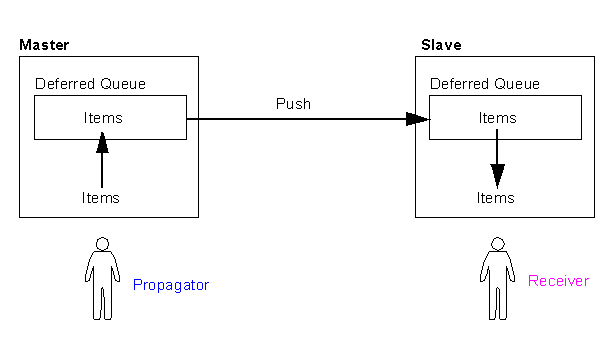 Master
Slave
Deferred Queue
Deferred Queue
Items
Push
Items
Items
Items
Propagator
Receiver